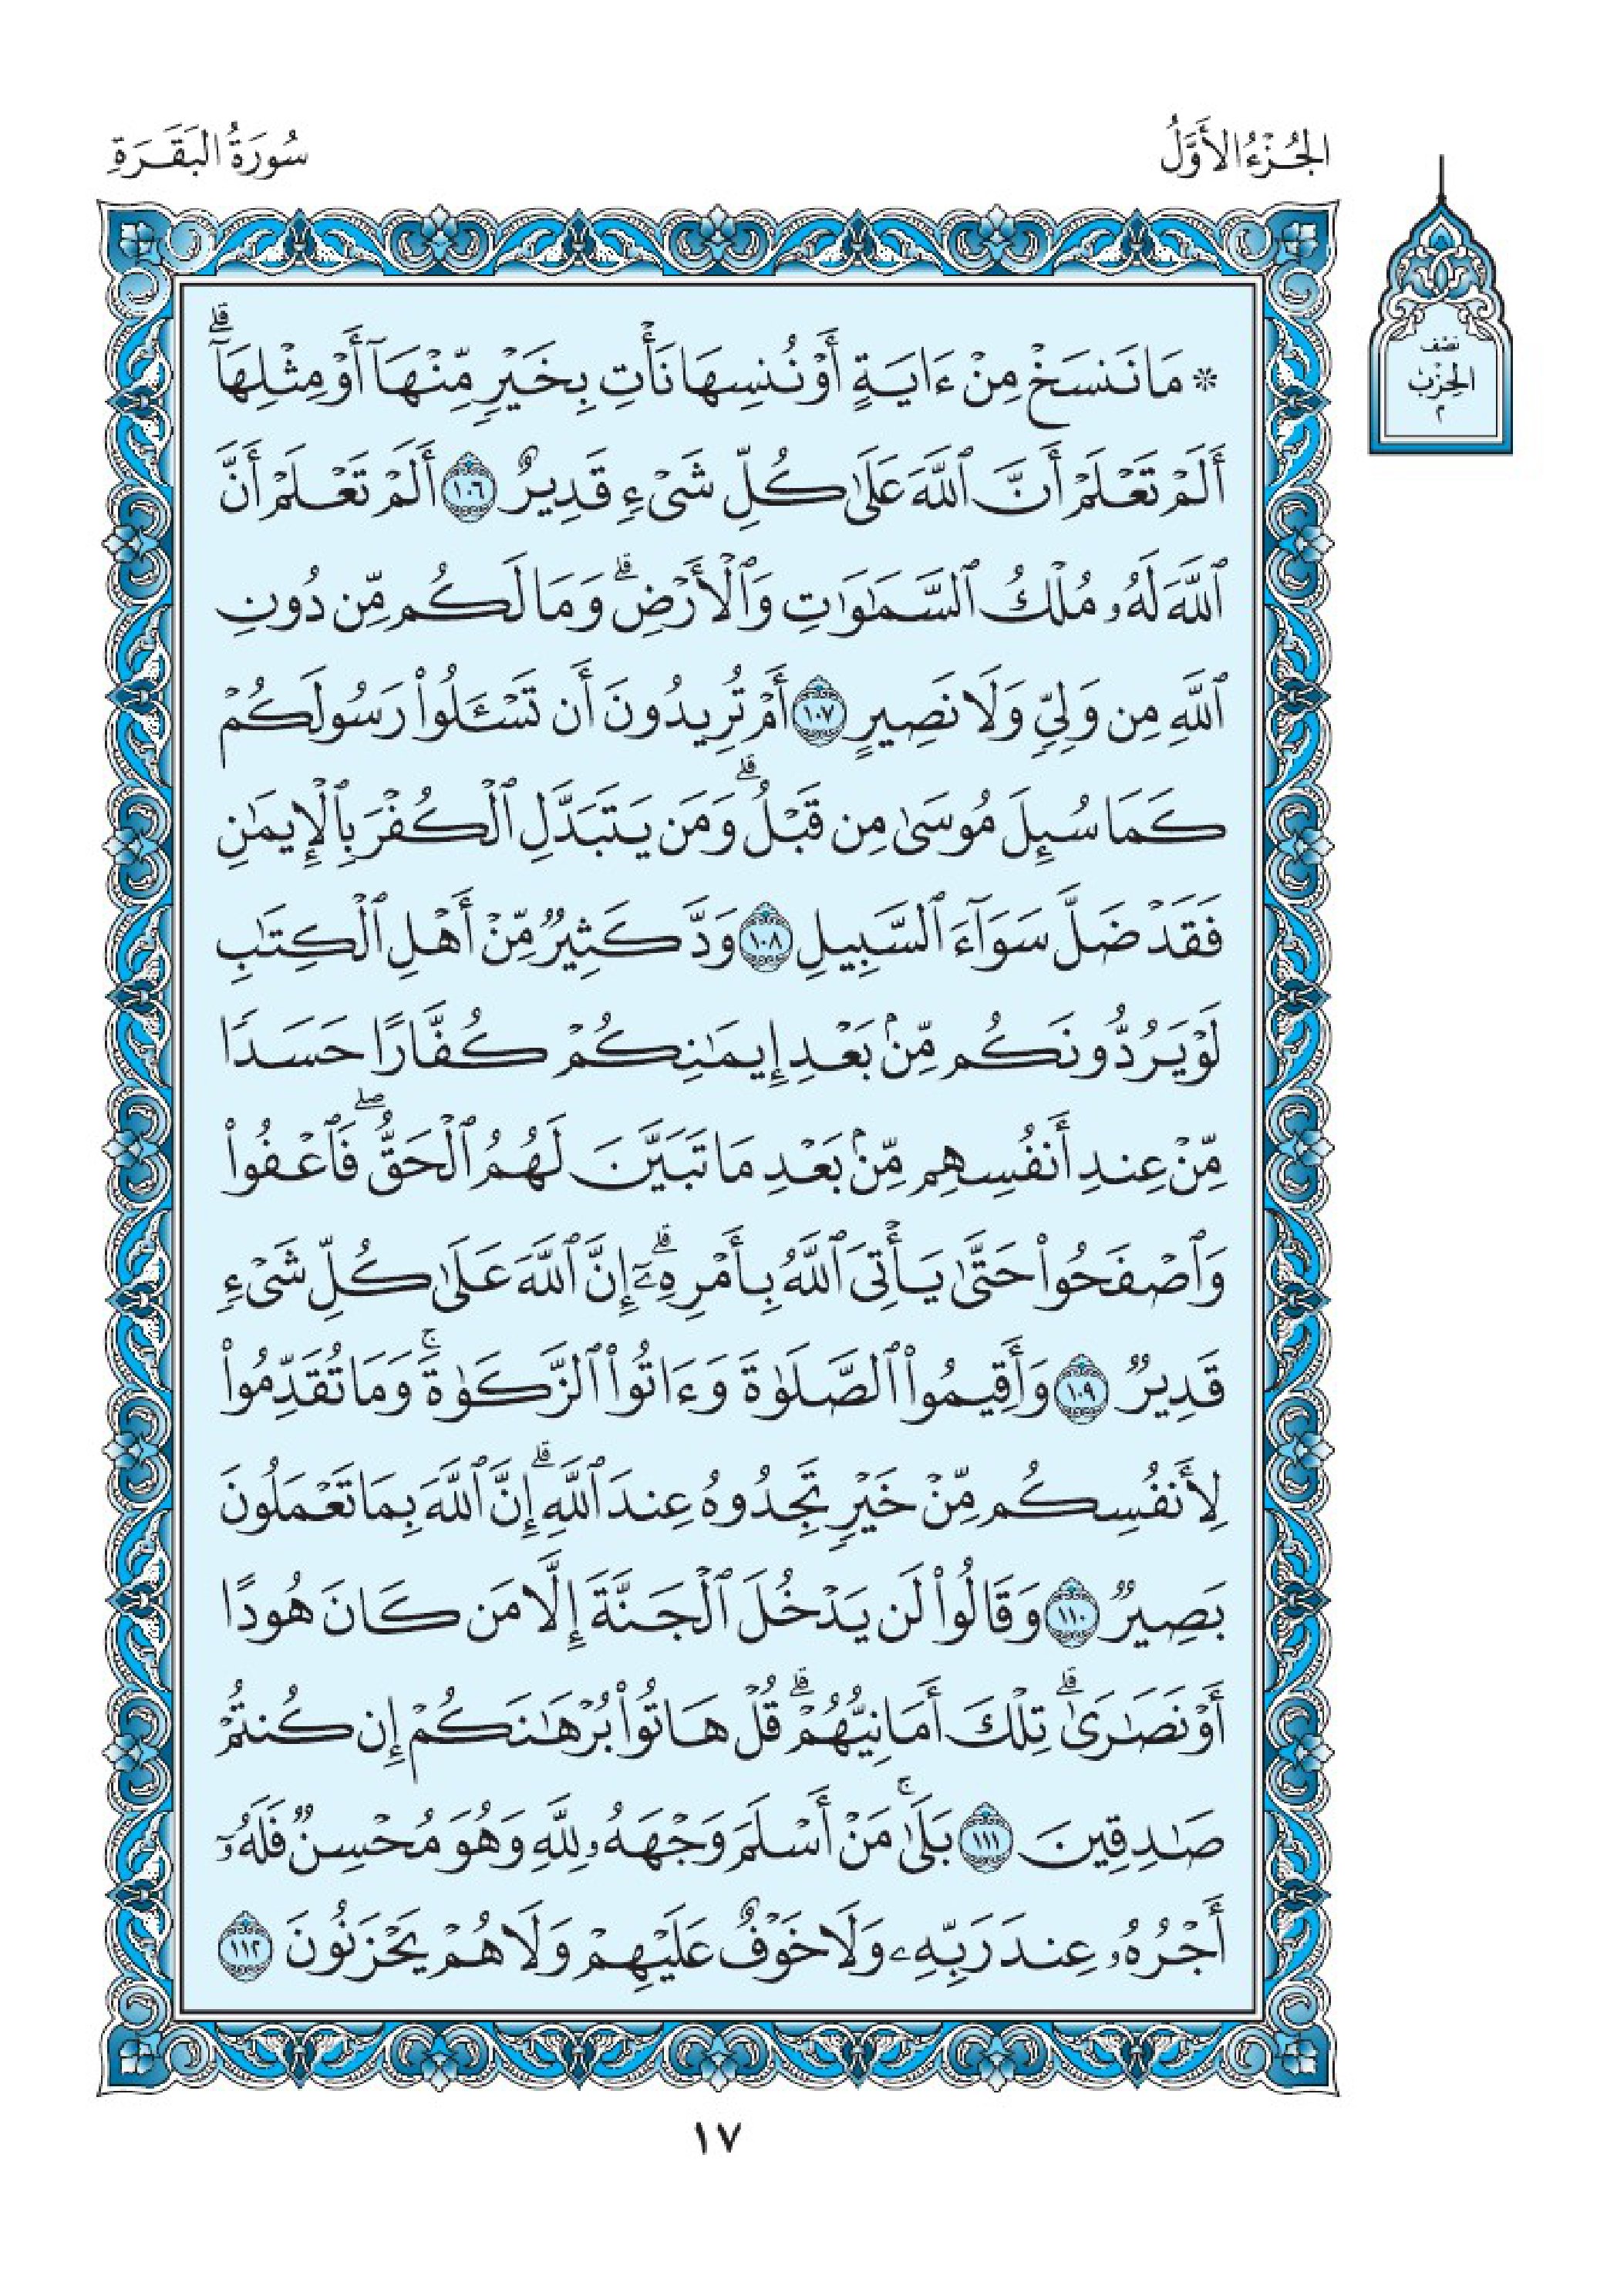 الجُزْءُ الأَوَّلُ
سُورَةُ البَقَرَةِ
نصف
الحِزْب
٢
* مَا نَنسَخْ مِنْ ءَايَةٍ أَوْ نُنسِهَا نَأْتِ بِخَيْرٍ مِّنْهَآ أَوْ مِثْلِهَآۗ
أَلَمْ تَعْلَمْ أَنَّ ٱللَّهَ عَلَىٰ كُلِّ شَىْءٍ قَدِيرٌ ١٠٦ أَلَمْ تَعْلَمْ أَنَّ
ٱللَّهَ لَهُۥ مُلْكُ ٱلسَّمَٰوَٰتِ وَٱلْأَرْضِۗ وَمَا لَكُم مِّن دُونِ
ٱللَّهِ مِن وَلِىٍّ وَلَا نَصِيرٍ ١٠٧ أَمْ تُرِيدُونَ أَن تَسْـَٔلُوا۟ رَسُولَكُمْ
كَمَا سُئِلَ مُوسَىٰ مِن قَبْلُۗ وَمَن يَتَبَدَّلِ ٱلْكُفْرَ بِٱلْإِيمَٰنِ
فَقَدْ ضَلَّ سَوَآءَ ٱلسَّبِيلِ ١٠٨ وَدَّ كَثِيرٌ مِّنْ أَهْلِ ٱلْكِتَٰبِ
لَوْ يَرُدُّونَكُم مِّنۢ بَعْدِ إِيمَٰنِكُمْ كُفَّارًا حَسَدًا
مِّنْ عِندِ أَنفُسِهِم مِّنۢ بَعْدِ مَا تَبَيَّنَ لَهُمُ ٱلْحَقُّۖ فَٱعْفُوا۟
وَٱصْفَحُوا۟ حَتَّىٰ يَأْتِىَ ٱللَّهُ بِأَمْرِهِۦٓۗ إِنَّ ٱللَّهَ عَلَىٰ كُلِّ شَىْءٍ
قَدِيرٌ ١٠٩ وَأَقِيمُوا۟ ٱلصَّلَوٰةَ وَءَاتُوا۟ ٱلزَّكَوٰةَۚ وَمَا تُقَدِّمُوا۟
لِأَنفُسِكُم مِّنْ خَيْرٍ تَجِدُوهُ عِندَ ٱللَّهِۗ إِنَّ ٱللَّهَ بِمَا تَعْمَلُونَ
بَصِيرٌ ١١٠ وَقَالُوا۟ لَن يَدْخُلَ ٱلْجَنَّةَ إِلَّا مَن كَانَ هُودًا
أَوْ نَصَٰرَىٰۗ تِلْكَ أَمَانِيُّهُمْۗ قُلْ هَاتُوا۟ بُرْهَٰنَكُمْ إِن كُنتُمْ
صَٰدِقِينَ ١١١ بَلَىٰۚ مَنْ أَسْلَمَ وَجْهَهُۥ لِلَّهِ وَهُوَ مُحْسِنٌ فَلَهُۥٓ
أَجْرُهُۥ عِندَ رَبِّهِۦ وَلَا خَوْفٌ عَلَيْهِمْ وَلَا هُمْ يَحْزَنُونَ ١١٢
١٧